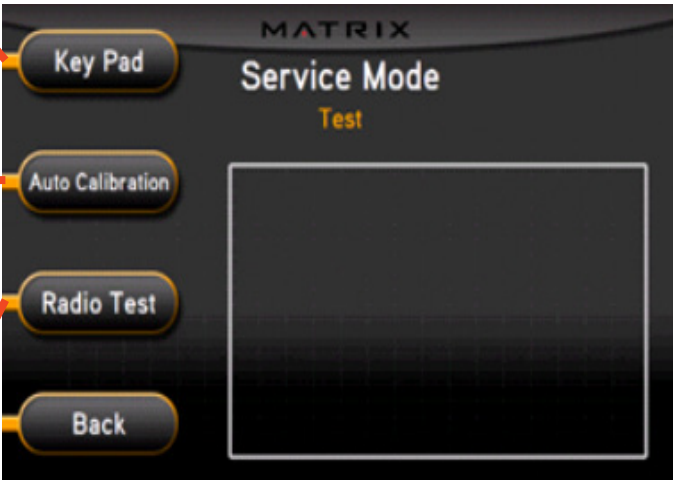 MATRIX
Service Mode
Test
Key Pad
Auto Calibration
Radio Test
Back